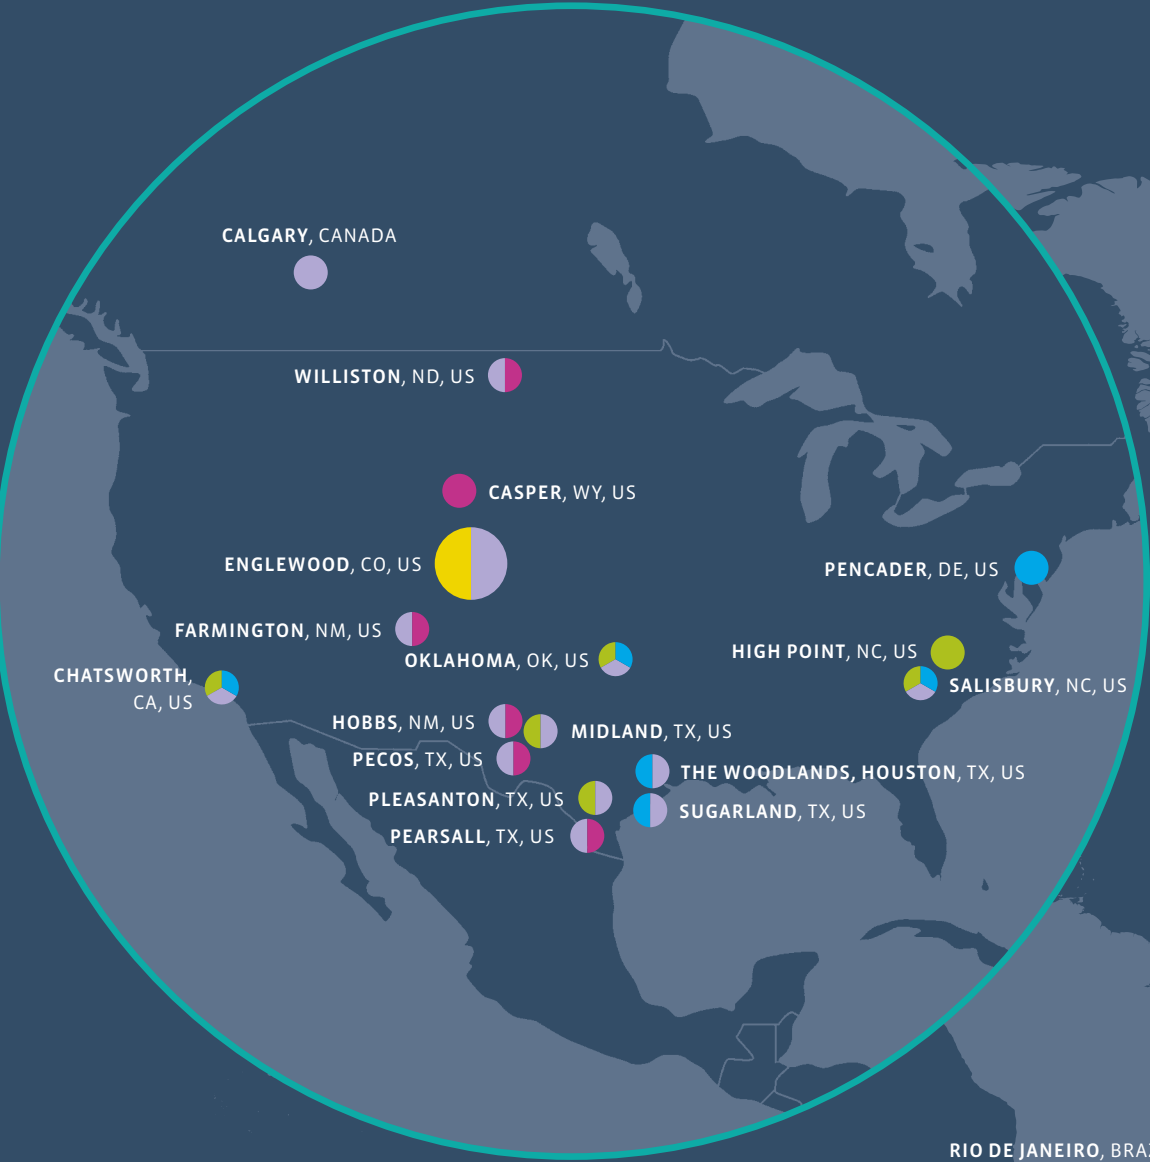 CALGARY, CANADA
WILLISTON, ND, US
CASPER, WY, US
ENGLEWOOD, CO, US
PENCADER, DE, US
FARMINGTON, NM, US
HIGH POINT, NC, US
OKLAHOMA, OK, US
CHATSWORTH,
CA, US
SALISBURY, NC, US
HOBBS, NM, US
MIDLAND, TX, US
PECOS, TX, US
THE WOODLANDS, HOUSTON, TX, US
PLEASANTON, TX, US
SUGARLAND, TX, US
PEARSALL, TX, US
RIO DE JANEIRO,